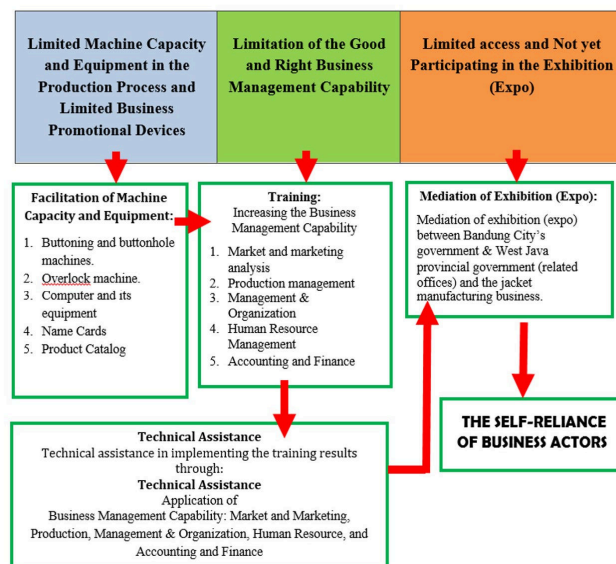 Limited Machine Capacity
and Equipment in the
Production Process and
Limited Business
Promotional Devices
Limitation of the Good
and Right Business
Management Capability
Limited access and Not yet
Participating in the Exhibition
(Expo)
Facilitation of Machine
Capacity and Equipment:
1. Buttoning and buttonhole
machines.
2. Overlock machine.
3. Computer and its
equipment
4. Name Cards
5. Product Catalog
Training:
Increasing the Business
Management Capability
1. Market and marketing
analysis
2. Production management
3. Management &
Organization
4. Human Resource
Management
5. Accounting and Finance
Mediation of Exhibition (Expo):
Mediation of exhibition (expo)
between Bandung City's
government & West Java
provincial government (related
offices) and the jacket
manufacturing business.
Technical Assistance
Technical assistance in implementing the training results
through:
Technical Assistance
Application of
Business Management Capability: Market and Marketing,
Production, Management & Organization, Human Resource, and
Accounting and Finance
THE SELF-RELIANCE
OF BUSINESS ACTORS